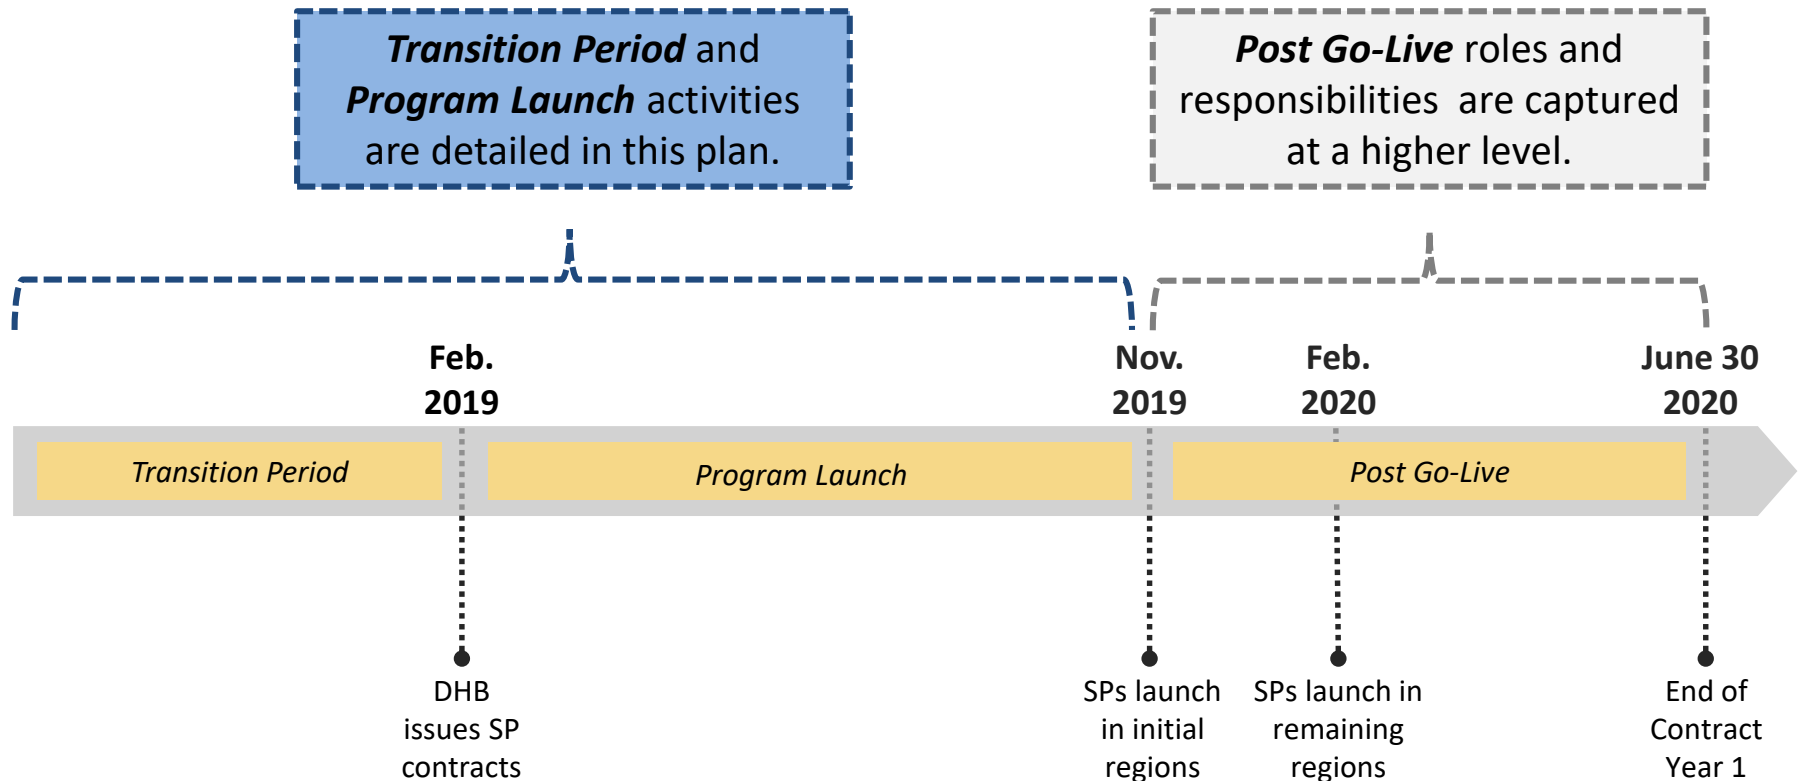 Transition Period and
Program Launch activities
are detailed in this plan.
Post Go-Live roles and
responsibilities  are captured
at a higher level.
Feb.
2019
Nov.
2019
Feb.
2020
June 30
2020
Transition Period
Program Launch
Post Go-Live
DHB
issues SP
contracts
SPs launch
in initial
regions
SPs launch in
remaining
regions
End of
Contract
Year 1